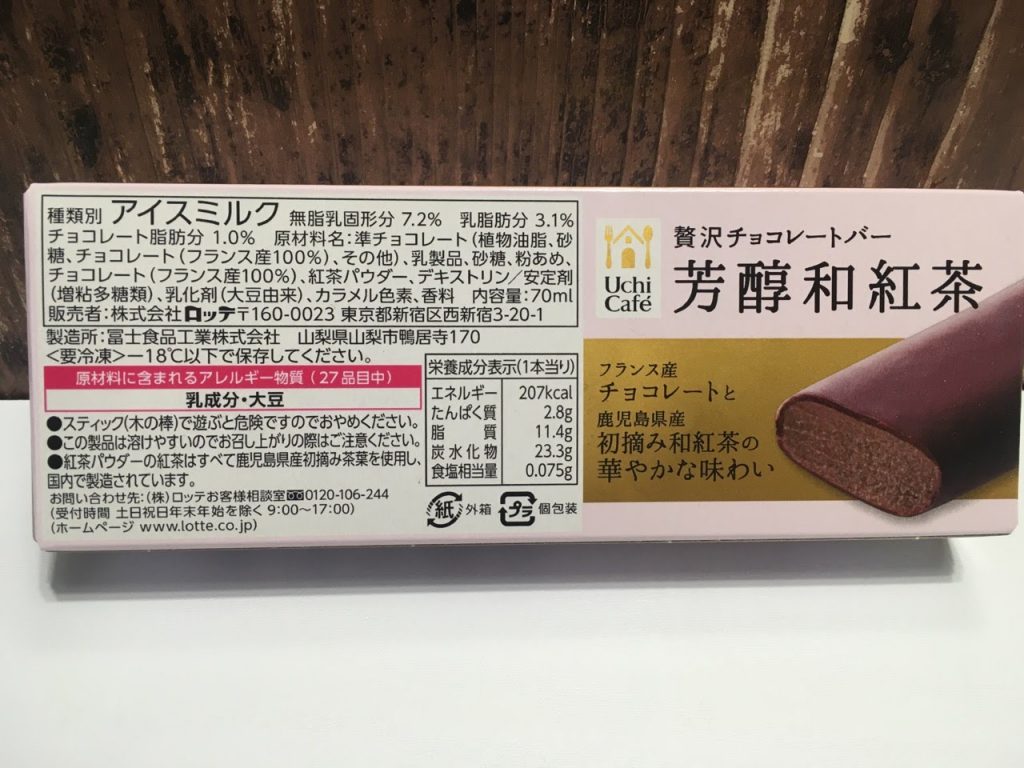 種類別 アイスミルク 無脂乳固形分 7.2% 乳脂肪分 3.1%
チョコレート脂肪分 1.0% 原材料名:準チョコレート(植物油脂、砂
糖、チョコレート(フランス産100%)、その他)、乳製品、砂糖、粉あめ、
チョコレート(フランス産100%)、紅茶パウダー、デキストリン/安定剤
(増粘多糖類)、乳化剤(大豆由来)、カラメル色素、香料 内容量:70ml
販売者:株式会社ロッテ〒160-0023 東京都新宿区西新宿3-20-1
製造所:冨士食品工業株式会社 山梨県山梨市鴨居寺170
<要冷凍>-18℃以下で保存してください。
原材料に含まれるアレルギー物質(27品目中)
乳成分・大豆
●スティック(木の棒)で遊ぶと危険ですのでおやめください。
●この製品は溶けやすいのでお召し上がりの際はご注意ください。
●紅茶パウダーの紅茶はすべて鹿児島県産初摘み茶葉を使用し、
国内で製造されています。
お問い合わせ先:(株)ロッテお客様相談室0120-106-244
(受付時間 土日祝日年末年始を除く 9:00〜17:00)
(ホームページ www.lotte.co.jp)
栄養成分表示(1本当り)
エネルギー 207kcal
たんぱく質 2.8g
脂質 11.4g
炭水化物 23.3g
食塩相当量 0.075g
紙 外箱 プラ 個包装
Uchi
Café
贅沢チョコレートバー
芳醇和紅茶
フランス産
チョコレートと
鹿児島県産
初摘み和紅茶の
華やかな味わい